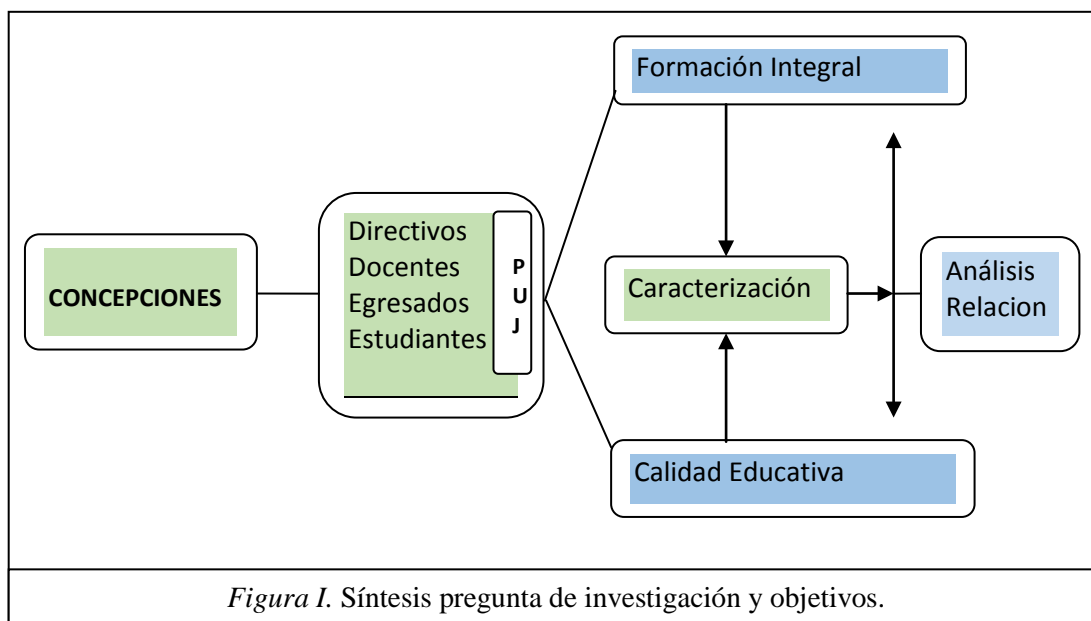 Formación Integral
CONCEPCIONES
Directivos
Docentes
Egresados
Estudiantes
P
U
J
Caracterización
Análisis
Relacion
Calidad Educativa
Figura I. Síntesis pregunta de investigación y objetivos.